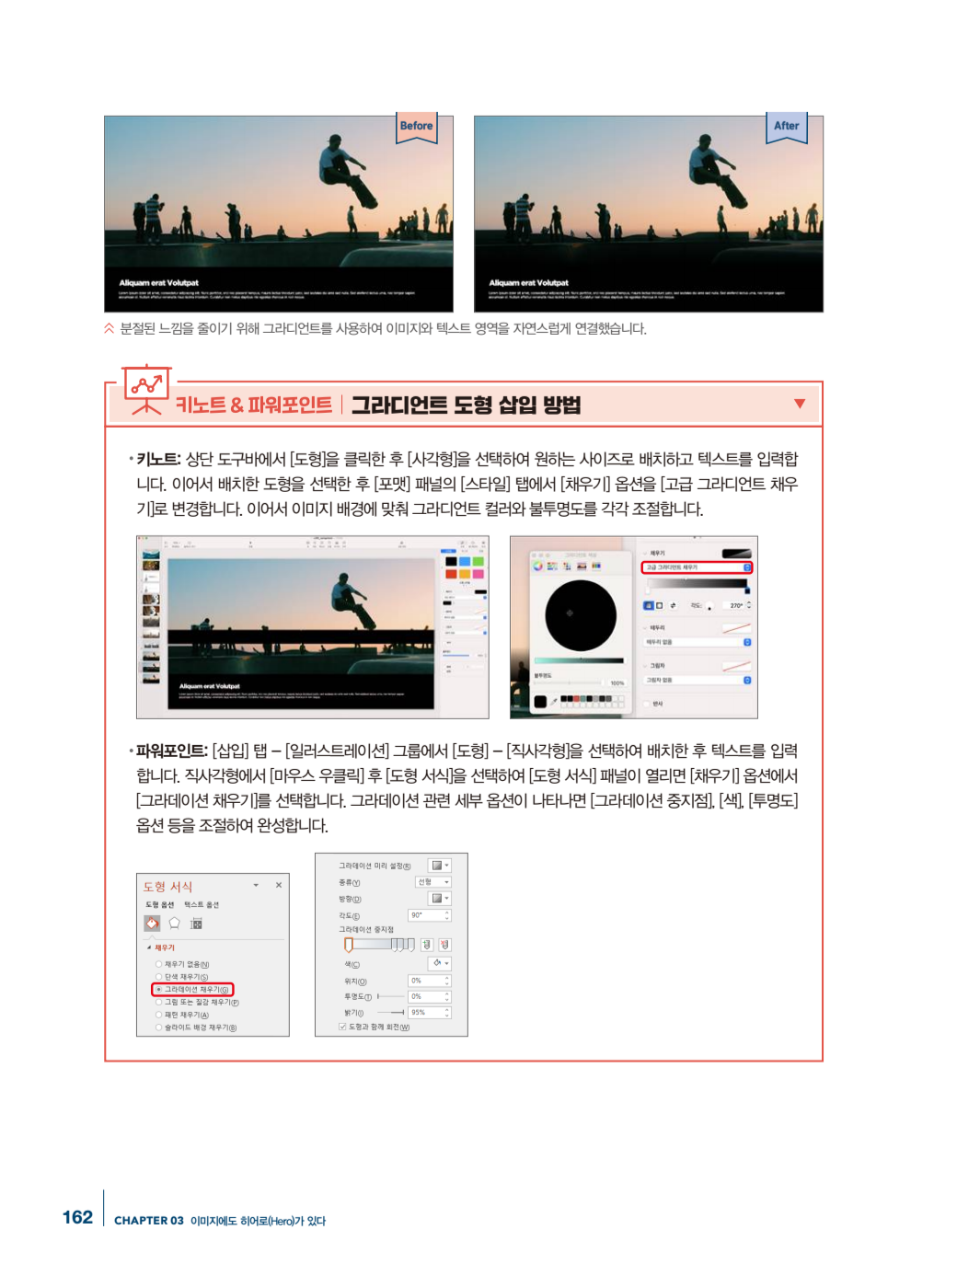 Before
After
Aliquam erat Volutpat
Aliquam erat Volutpat
분절된 느낌을 줄이기 위해 그라디언트를 사용하여 이미지와 텍스트 영역을 자연스럽게 연결했습니다.
키노트 & 파워포인트 | 그라디언트 도형 삽입 방법
• 키노트: 상단 도구바에서 [도형]을 클릭한 후 [사각형]을 선택하여 원하는 사이즈로 배치하고 텍스트를 입력합
니다. 이어서 배치한 도형을 선택한 후 [포맷] 패널의 [스타일] 탭에서 [채우기] 옵션을 [고급 그라디언트 채우
기]로 변경합니다. 이어서 이미지 배경에 맞춰 그라디언트 컬러와 불투명도를 각각 조절합니다.
Aliquam erat Volutpat
불투명도
100%
채우기
고급 그라디언트 채우기
각도:
270°
테두리
테두리 없음
그림자
그림자 없음
반사
• 파워포인트: [삽입] 탭 – [일러스트레이션] 그룹에서 [도형] – [직사각형]을 선택하여 배치한 후 텍스트를 입력
합니다. 직사각형에서 [마우스 우클릭] 후 [도형 서식]을 선택하여 [도형 서식] 패널이 열리면 [채우기] 옵션에서
[그라데이션 채우기]를 선택합니다. 그라데이션 관련 세부 옵션이 나타나면 [그라데이션 중지점], [색], [투명도]
옵션 등을 조절하여 완성합니다.
도형 서식
도형 옵션 텍스트 옵션
채우기
채우기 없음(N)
단색 채우기(S)
그라데이션 채우기(G)
그림 또는 질감 채우기(P)
패턴 채우기(A)
슬라이드 배경 채우기(B)
그라데이션 미리 설정(R)
종류(Y) 선형
방향(D)
각도(E) 90°
그라데이션 중지점
색(C)
위치(O) 0%
투명도(T) 0%
밝기(I) 95%
도형과 함께 회전(W)
162 CHAPTER 03 이미지에도 히어로(Hero)가 있다